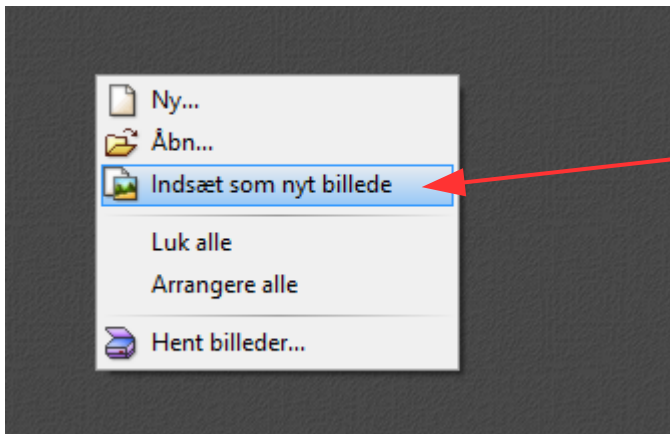 Ny...
Åbn...
Indsæt som nyt billede
Luk alle
Arrangere alle
Hent billeder...